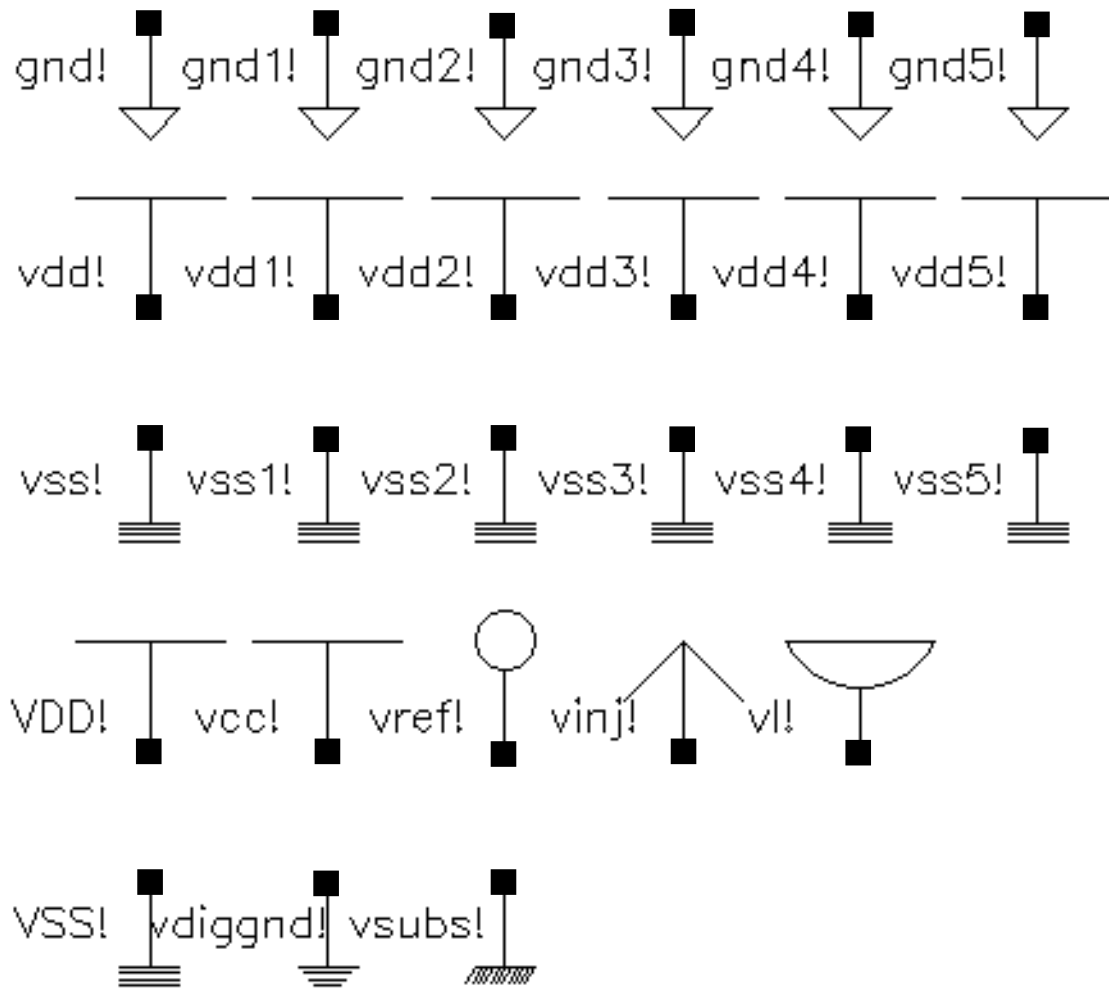 gnd! gnd1! gnd2! gnd3! gnd4! gnd5!
vdd! vdd1! vdd2! vdd3! vdd4! vdd5!
vss! vss1! vss2! vss3! vss4! vss5!
VDD! vcc! vref! vinj! vl!
VSS! vdiggnd! vsubs!